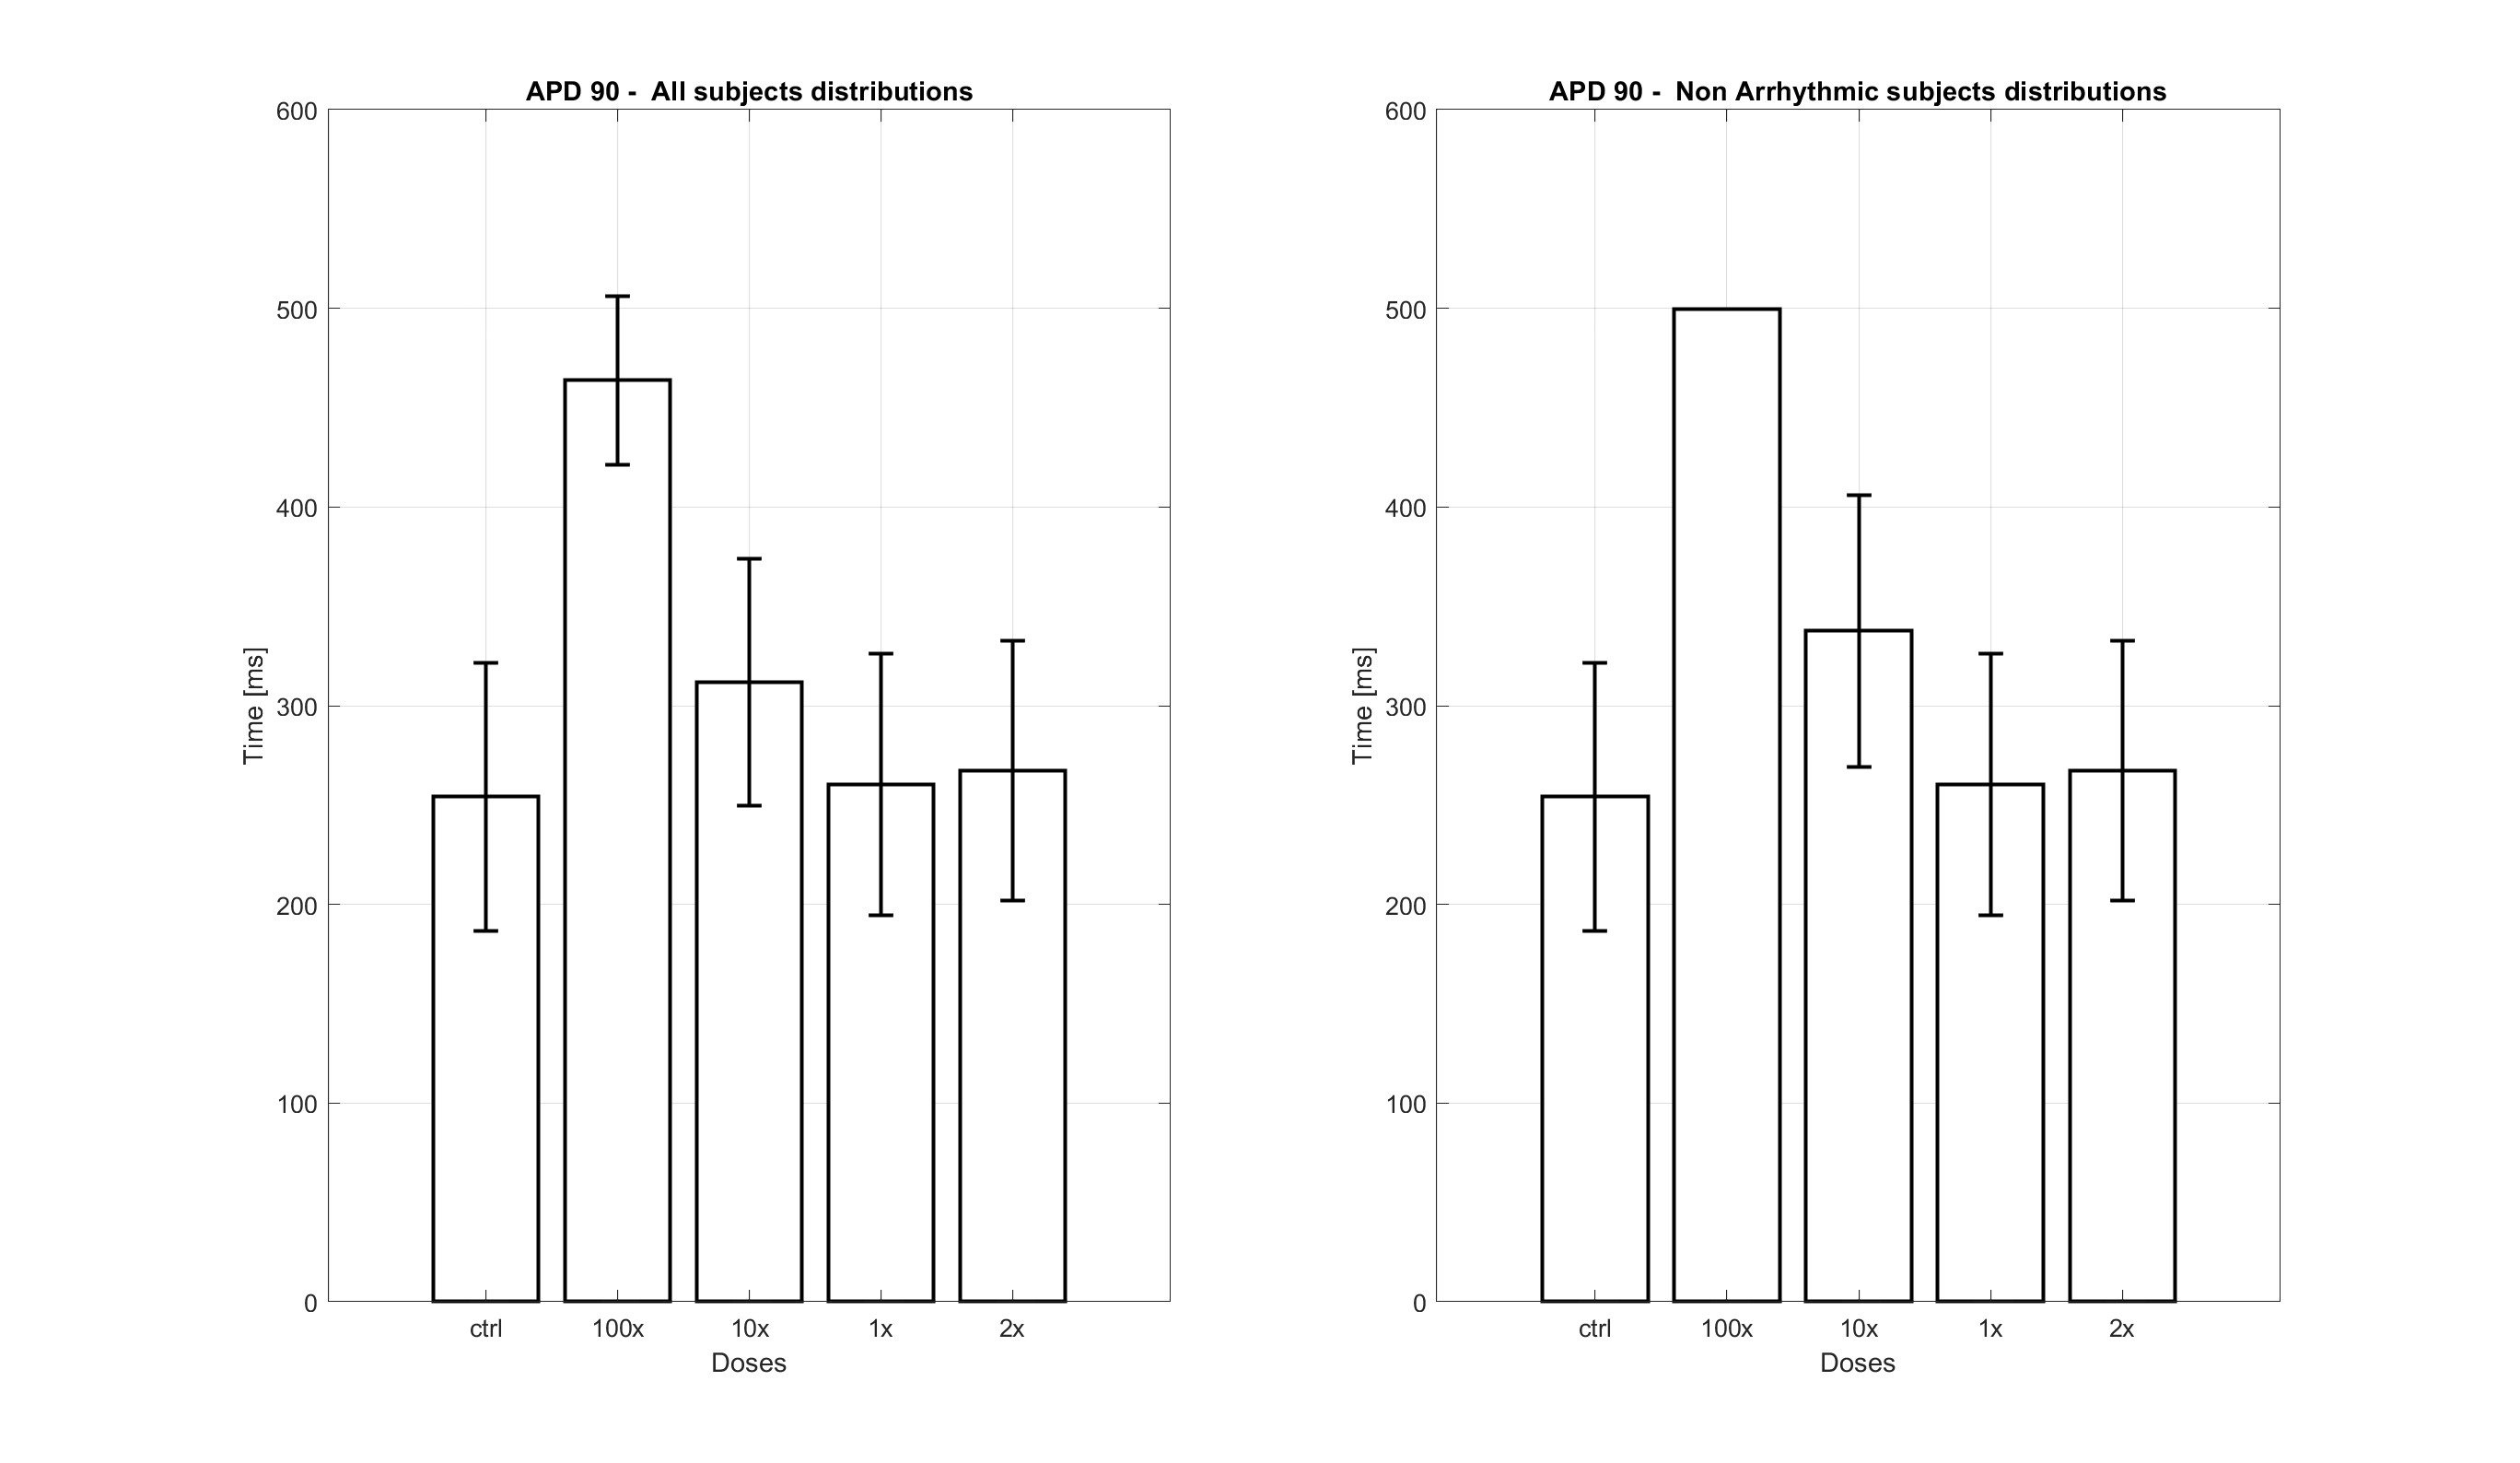 APD 90 -  All subjects distributions
600
500
400
300
200
100
0
Time [ms]
ctrl 100x 10x 1x 2x
Doses
APD 90 -  Non Arrhythmic subjects distributions
600
500
400
300
200
100
0
Time [ms]
ctrl 100x 10x 1x 2x
Doses